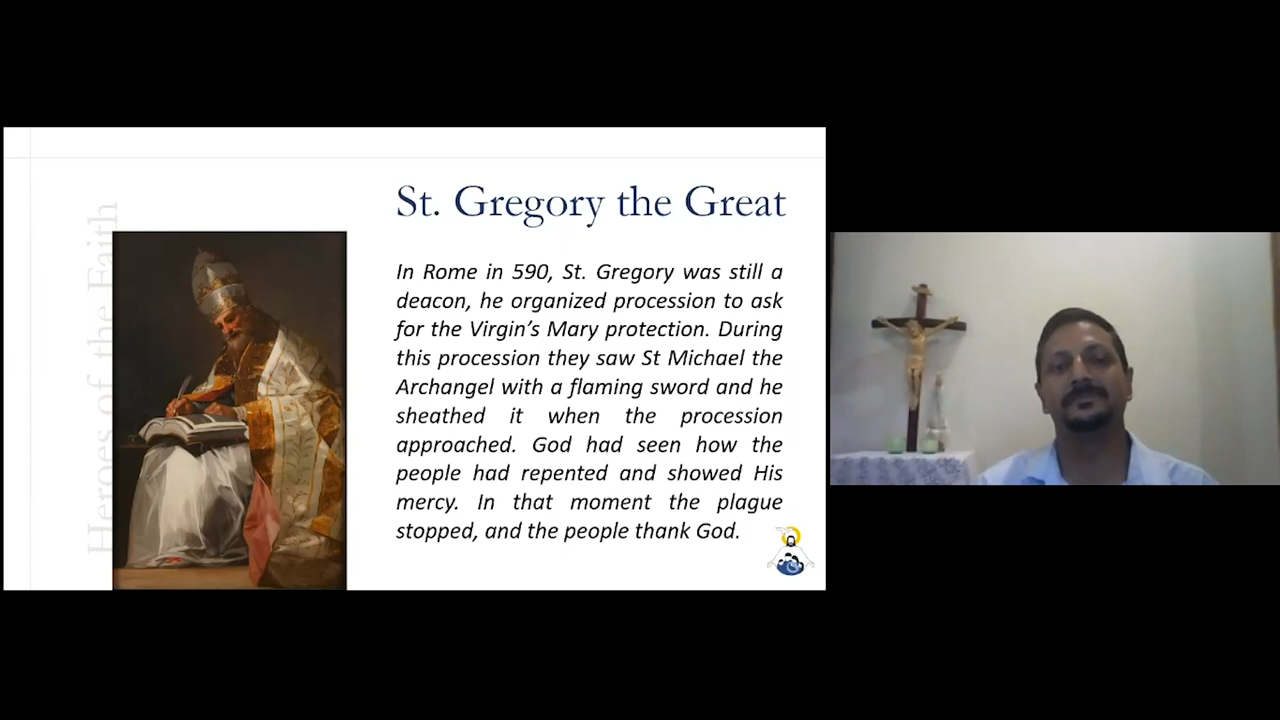 Heroes of the Faith
St. Gregory the Great
In Rome in 590, St. Gregory was still a
deacon, he organized procession to ask
for the Virgin's Mary protection. During
this procession they saw St Michael the
Archangel with a flaming sword and he
sheathed it when the procession
approached. God had seen how the
people had repented and showed His
mercy. In that moment the plague
stopped, and the people thank God.